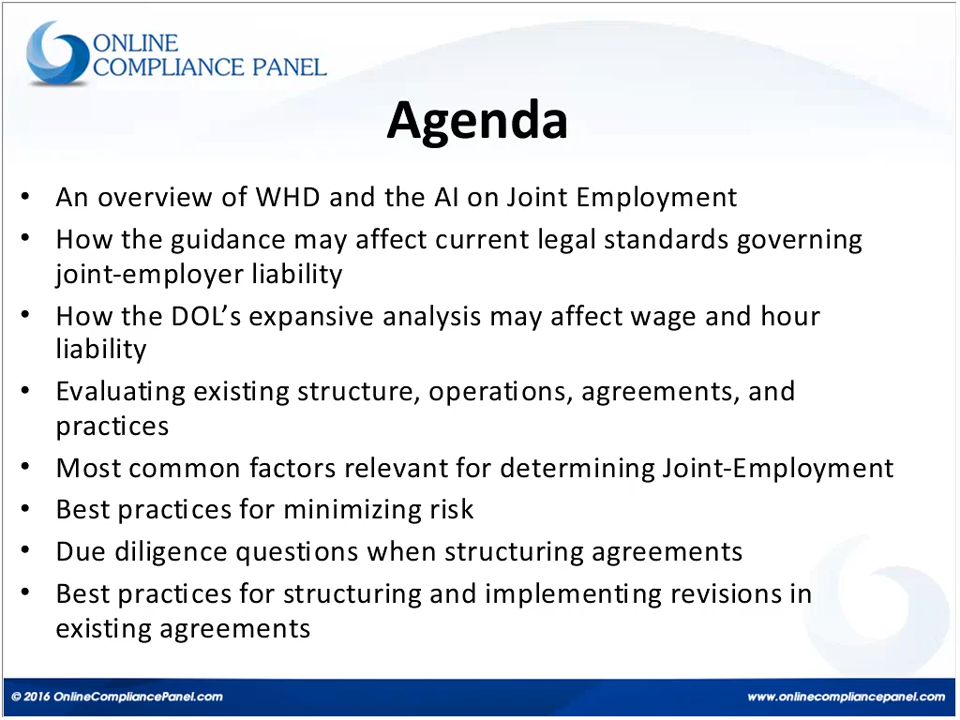 ONLINE
COMPLIANCE PANEL
Agenda
• An overview of WHD and the AI on Joint Employment
• How the guidance may affect current legal standards governing
joint-employer liability
• How the DOL’s expansive analysis may affect wage and hour
liability
• Evaluating existing structure, operations, agreements, and
practices
• Most common factors relevant for determining Joint-Employment
• Best practices for minimizing risk
• Due diligence questions when structuring agreements
• Best practices for structuring and implementing revisions in
existing agreements
© 2016 OnlineCompliancePanel.com
www.onlinecompliancepanel.com